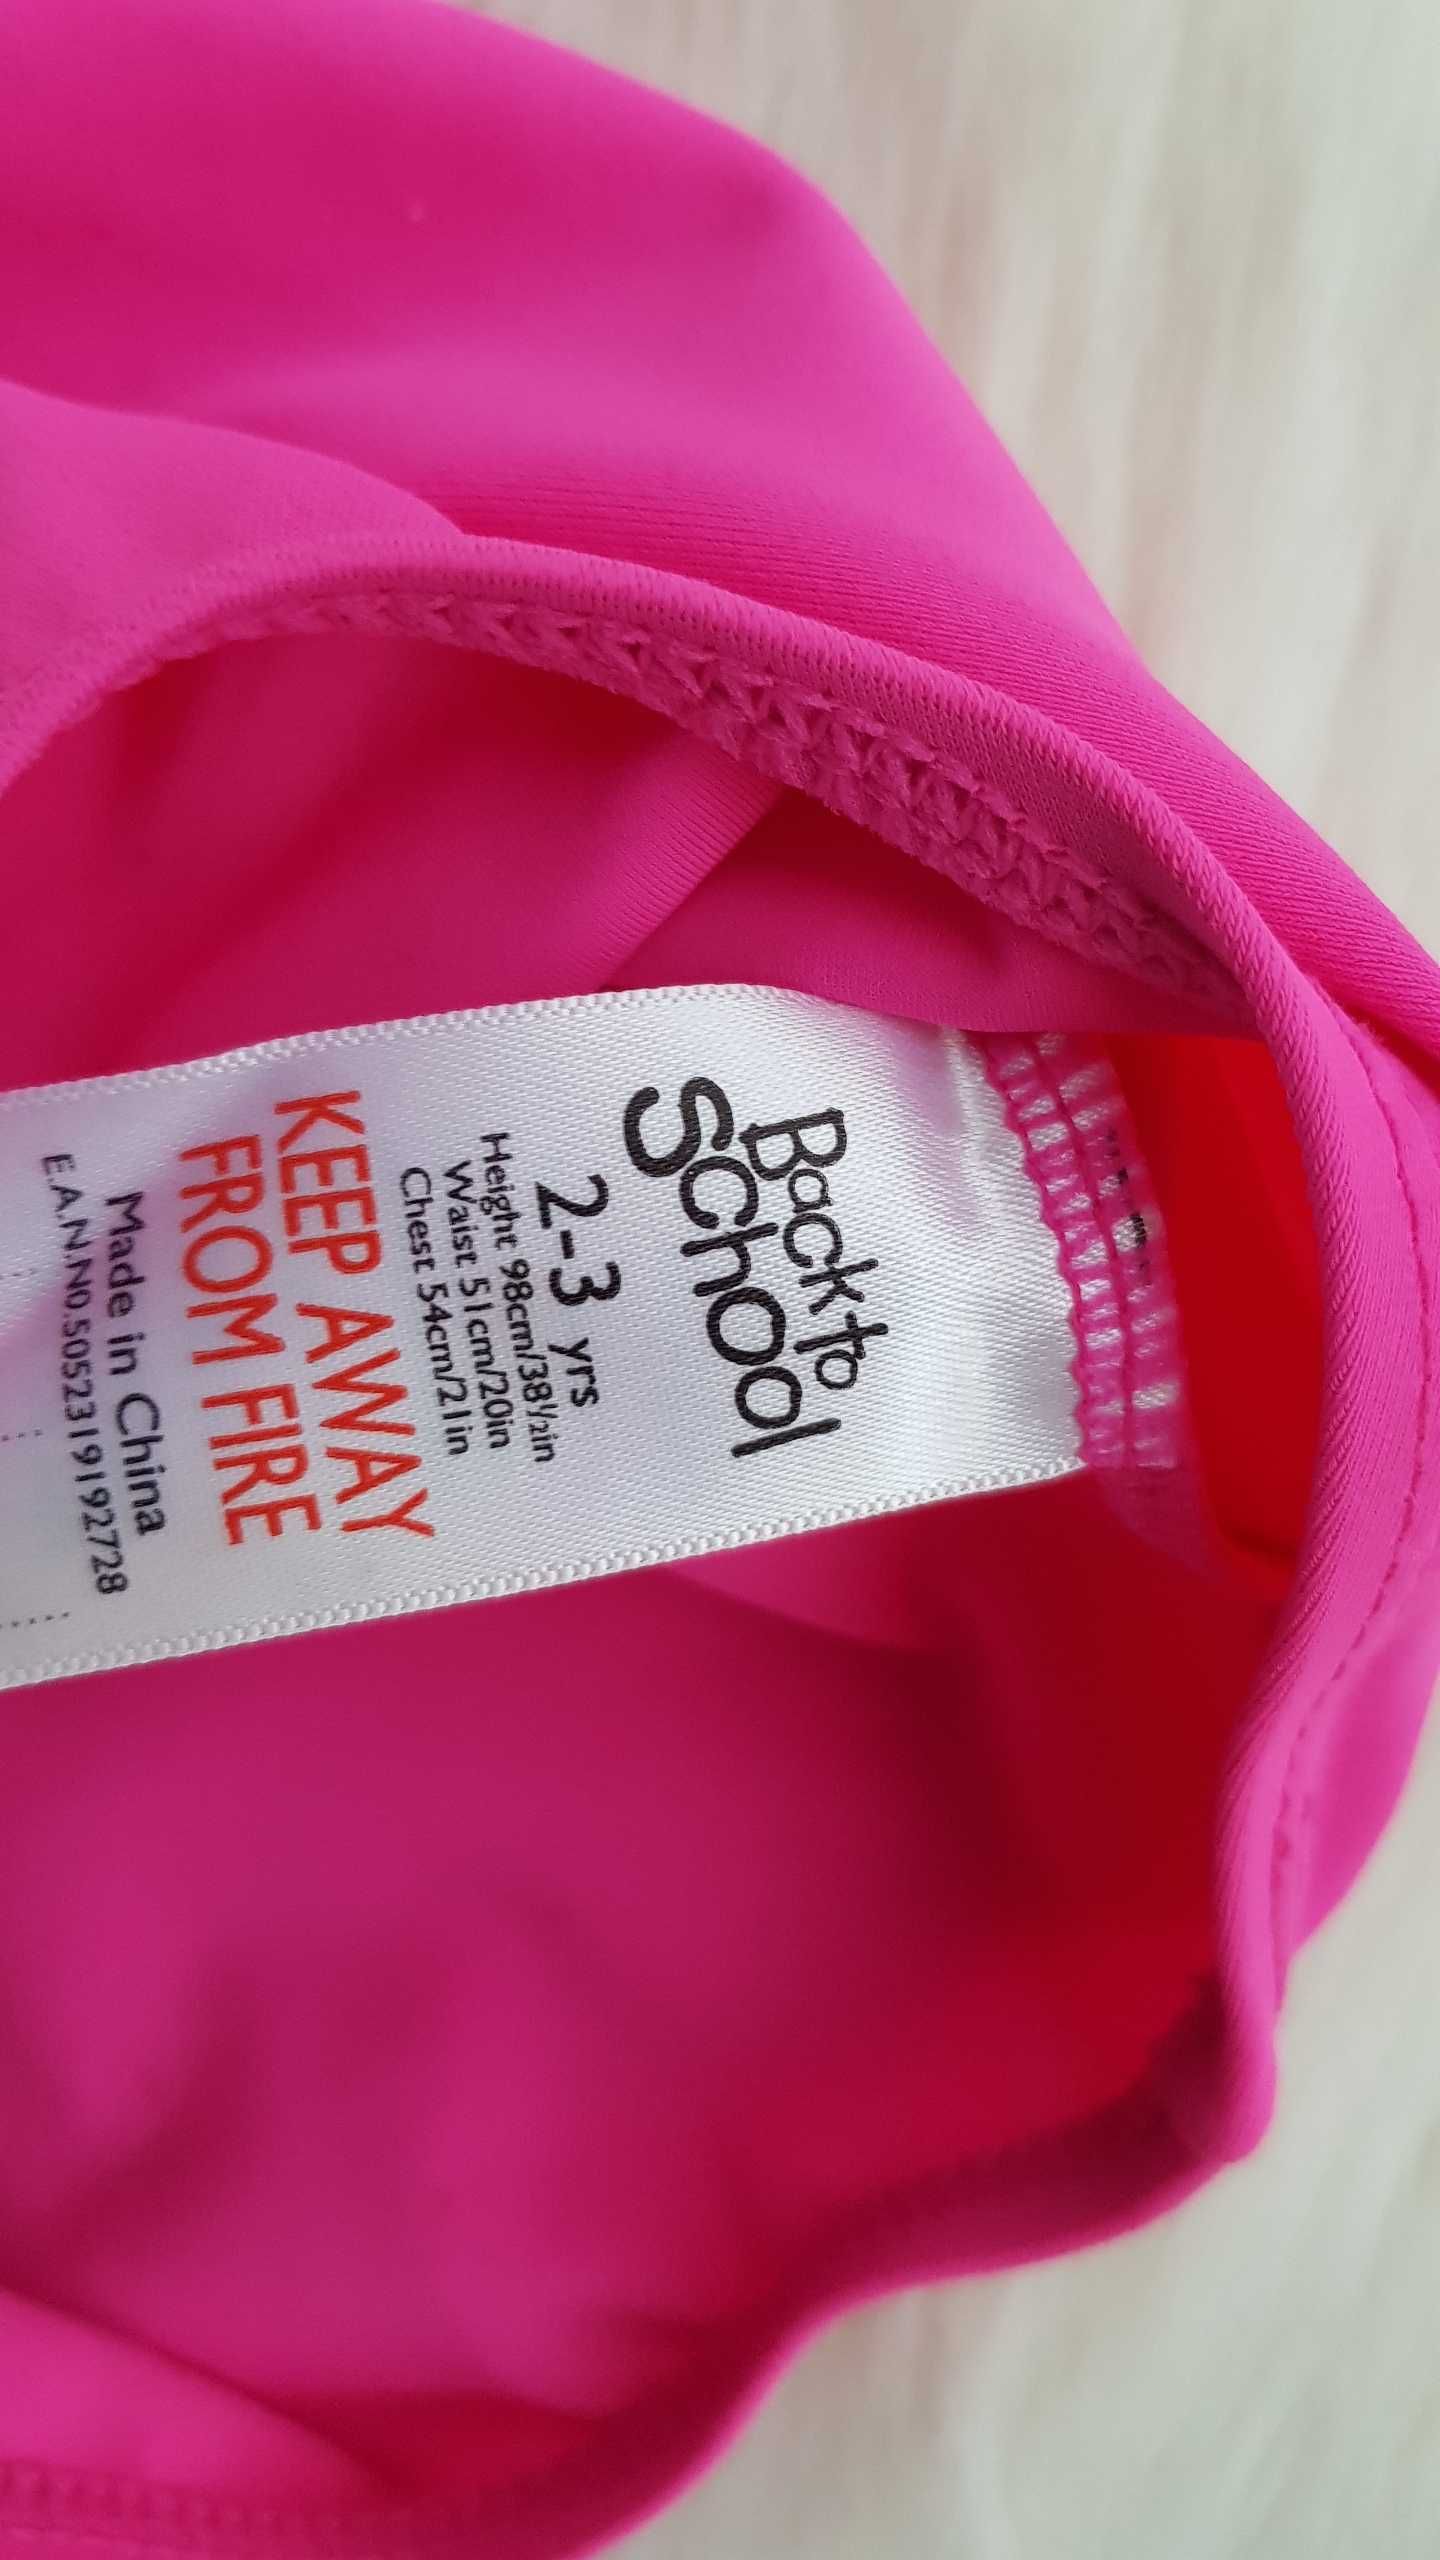 Back to
School
2-3 yrs
Height 98cm/38½in
Waist 51cm/20in
Chest 54cm/21in
KEEP AWAY
FROM FIRE
Made in China
E.A.N NO.5052319192728